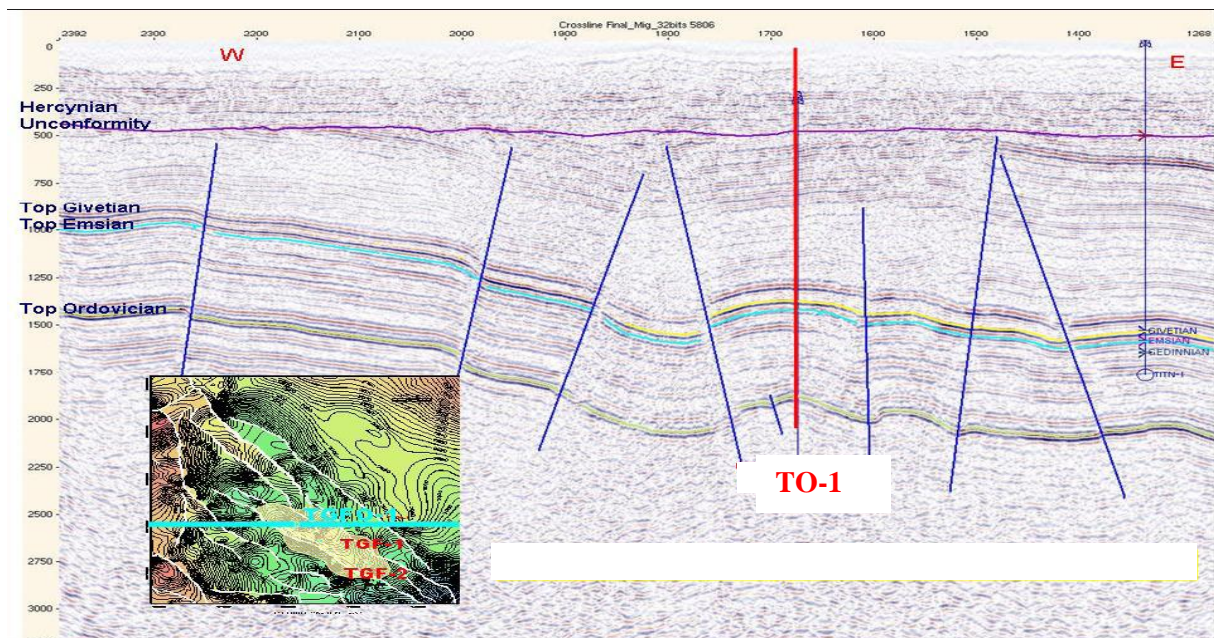 Crossline Final_Mig_32bits 5806
2392 2300 2200 2100 2000 1900 1800 1700 1600 1500 1400 1268
W
E
0
250
Hercynian
Unconformity
500
750
Top Givetian
Top Emsian
1000
1250
Top Ordovician
1500
GIVETIAN
EMSIAN
GEDINNIAN
1750
TITN-1
2000
2250
TO-1
2500
TGF-1
2750
TGF-2
3000